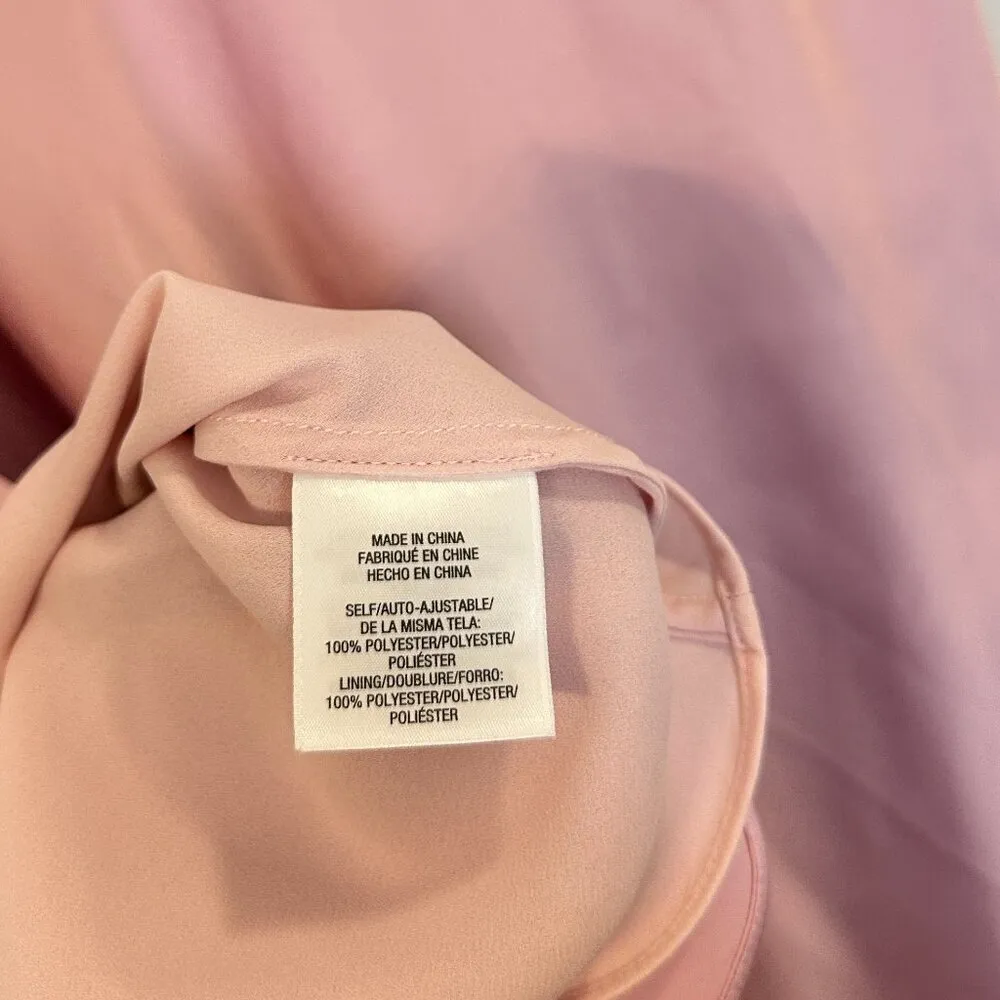 MADE IN CHINA
FABRIQUÉ EN CHINE
HECHO EN CHINA
SELF/AUTO-AJUSTABLE/
DE LA MISMA TELA:
100% POLYESTER/POLYESTER/
POLIÉSTER
LINING/DOUBLURE/FORRO:
100% POLYESTER/POLYESTER/
POLIÉSTER